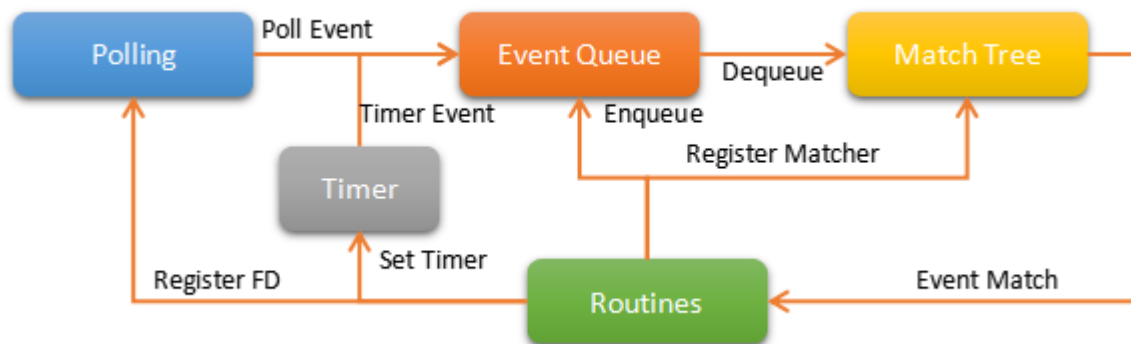 Poll Event
Polling
Event Queue
Match Tree
Dequeue
Timer Event
Enqueue
Register Matcher
Timer
Set Timer
Register FD
Event Match
Routines